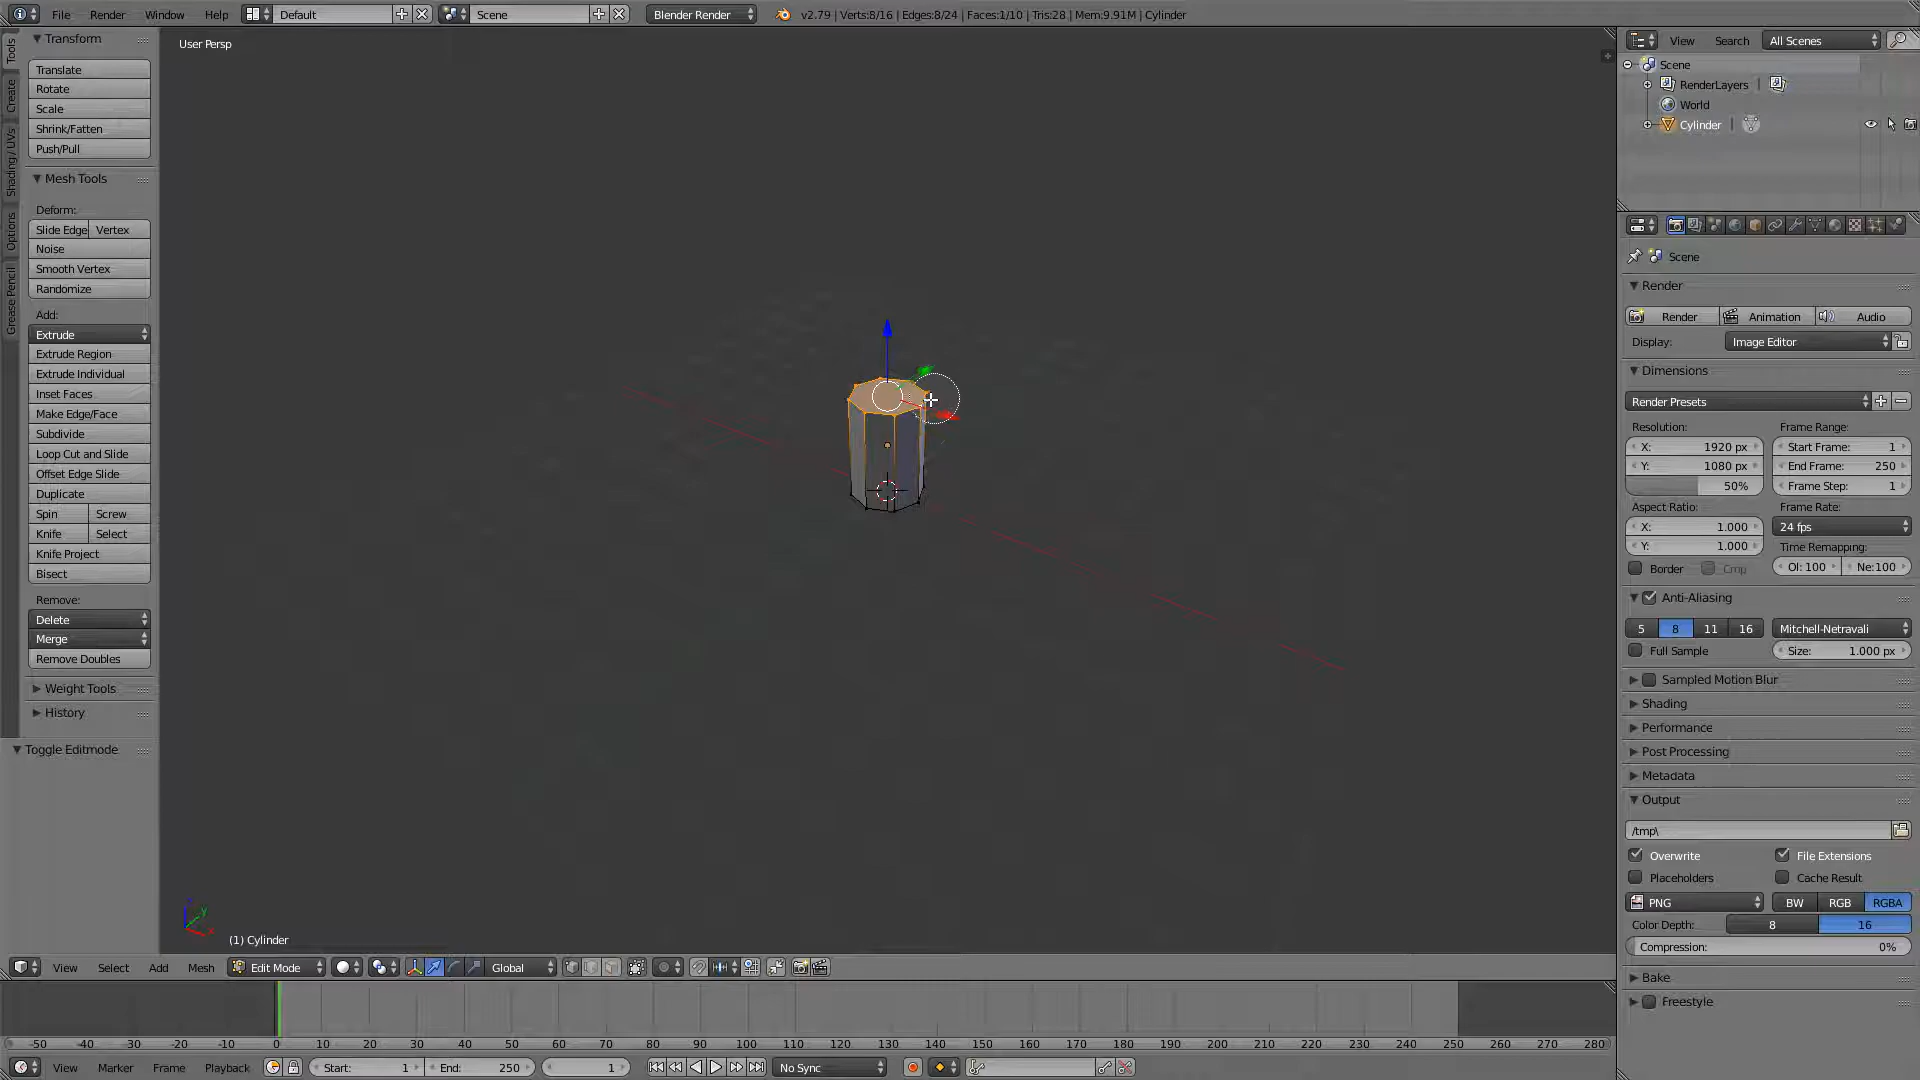 File Render Window Help Default Scene Blender Render v2.79 | Verts:8/16 | Edges:8/24 | Faces:1/10 | Tris:28 | Mem:9.91M | Cylinder
Tools
Create
Shading / UVs
Options
Grease Pencil
Transform
Translate
Rotate
Scale
Shrink/Fatten
Push/Pull
Mesh Tools
Deform:
Slide Edge Vertex
Noise
Smooth Vertex
Randomize
Add:
Extrude
Extrude Region
Extrude Individual
Inset Faces
Make Edge/Face
Subdivide
Loop Cut and Slide
Offset Edge Slide
Duplicate
Spin Screw
Knife Select
Knife Project
Bisect
Remove:
Delete
Merge
Remove Doubles
Weight Tools
History
Toggle Editmode
User Persp
(1) Cylinder
View Select Add Mesh Edit Mode Global
View Search All Scenes
Scene
RenderLayers |
World
Cylinder |
Scene
Render
Render Animation Audio
Display: Image Editor
Dimensions
Render Presets
Resolution: Frame Range:
X: 1920 px Start Frame: 1
Y: 1080 px End Frame: 250
50% Frame Step: 1
Aspect Ratio: Frame Rate:
X: 1.000 24 fps
Y: 1.000 Time Remapping:
Border Crop Ol: 100 Ne:100
Anti-Aliasing
5 8 11 16 Mitchell-Netravali
Full Sample Size: 1.000 px
Sampled Motion Blur
Shading
Performance
Post Processing
Metadata
Output
/tmp\
Overwrite File Extensions
Placeholders Cache Result
PNG BW RGB RGBA
Color Depth: 8 16
Compression: 0%
Bake
Freestyle
-50 -40 -30 -20 -10 0 10 20 30 40 50 60 70 80 90 100 110 120 130 140 150 160 170 180 190 200 210 220 230 240 250 260 270 280
View Marker Frame Playback Start: 1 End: 250 1 No Sync